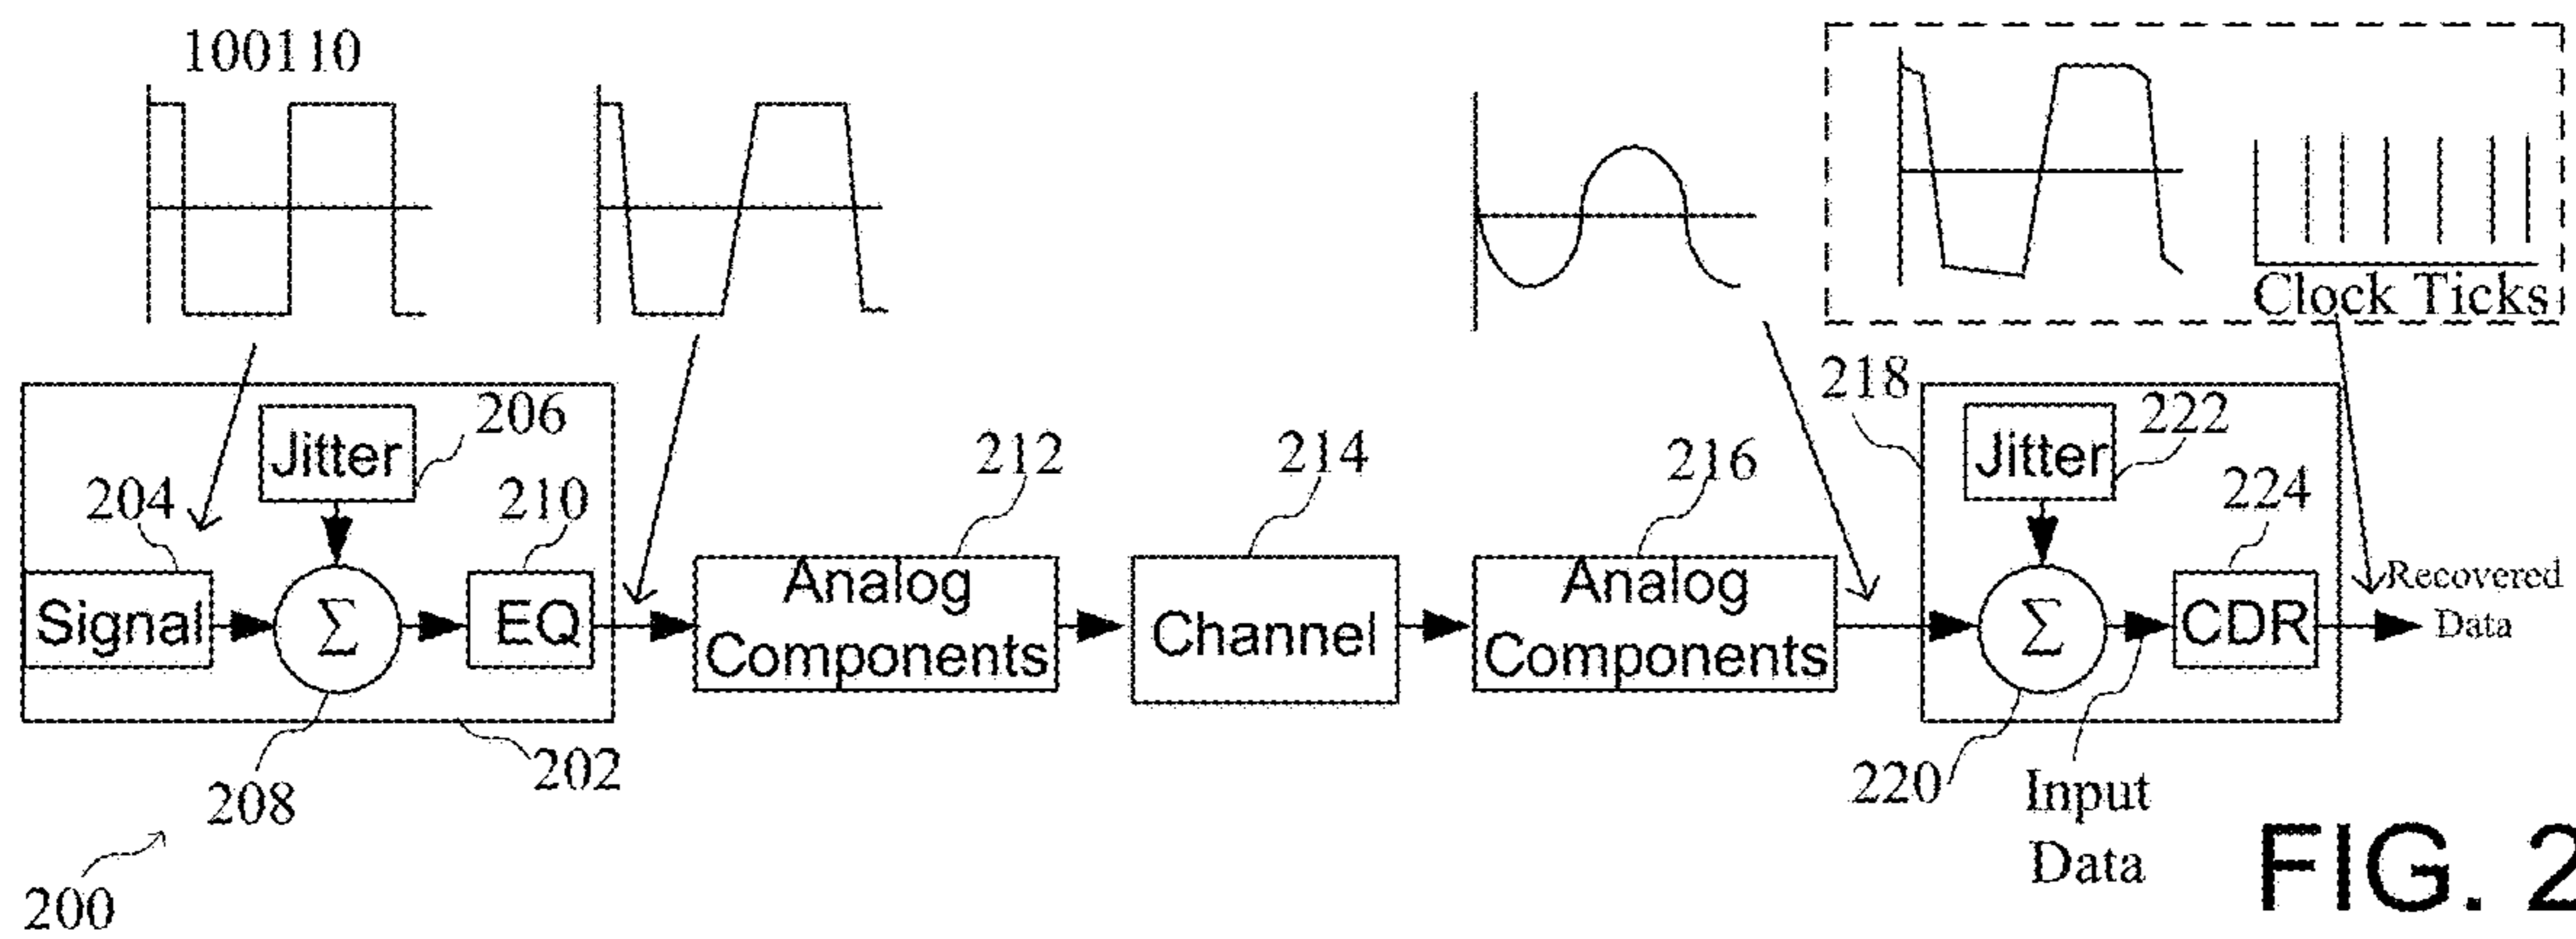 100110
Clock Ticks
218
206
Jitter
222
Jitter
212
214
216
204
210
224
Signal
Σ
EQ
Analog
Components
Channel
Analog
Components
Σ
CDR
Recovered
Data
208
202
220
Input
Data
200
FIG. 2